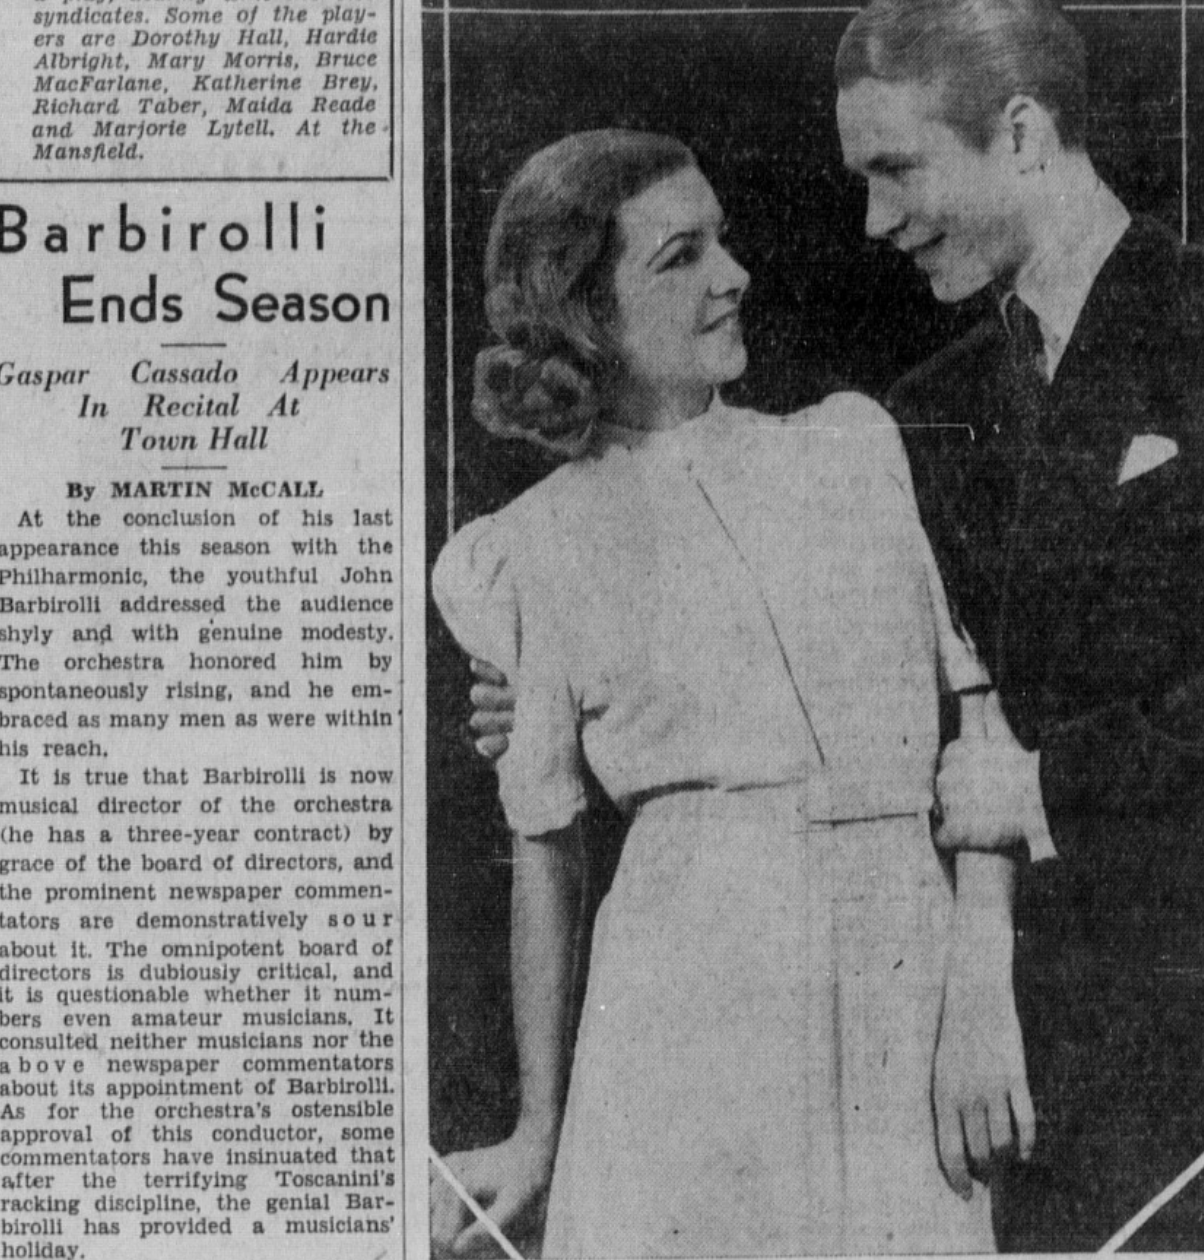 syndicates. Some of the play-
ers are Dorothy Hall, Hardie
Albright, Mary Morris, Bruce
MacFarlane, Katherine Brey,
Richard Taber, Maida Reade
and Marjorie Lytell. At the
Mansfield.
Barbirolli
Ends Season
Gaspar Cassado Appears
In Recital At
Town Hall
By MARTIN McCALL
At the conclusion of his last
appearance this season with the
Philharmonic, the youthful John
Barbirolli addressed the audience
shyly and with genuine modesty.
The orchestra honored him by
spontaneously rising, and he em-
braced as many men as were within
his reach.
It is true that Barbirolli is now
musical director of the orchestra
(he has a three-year contract) by
grace of the board of directors, and
the prominent newspaper commen-
tators are demonstratively sour
about it. The omnipotent board of
directors is dubiously critical, and
it is questionable whether it num-
bers even amateur musicians. It
consulted neither musicians nor the
above newspaper commentators
about its appointment of Barbirolli.
As for the orchestra's ostensible
approval of this conductor, some
commentators have insinuated that
after the terrifying Toscanini's
racking discipline, the genial Bar-
birolli has provided a musicians'
holiday.